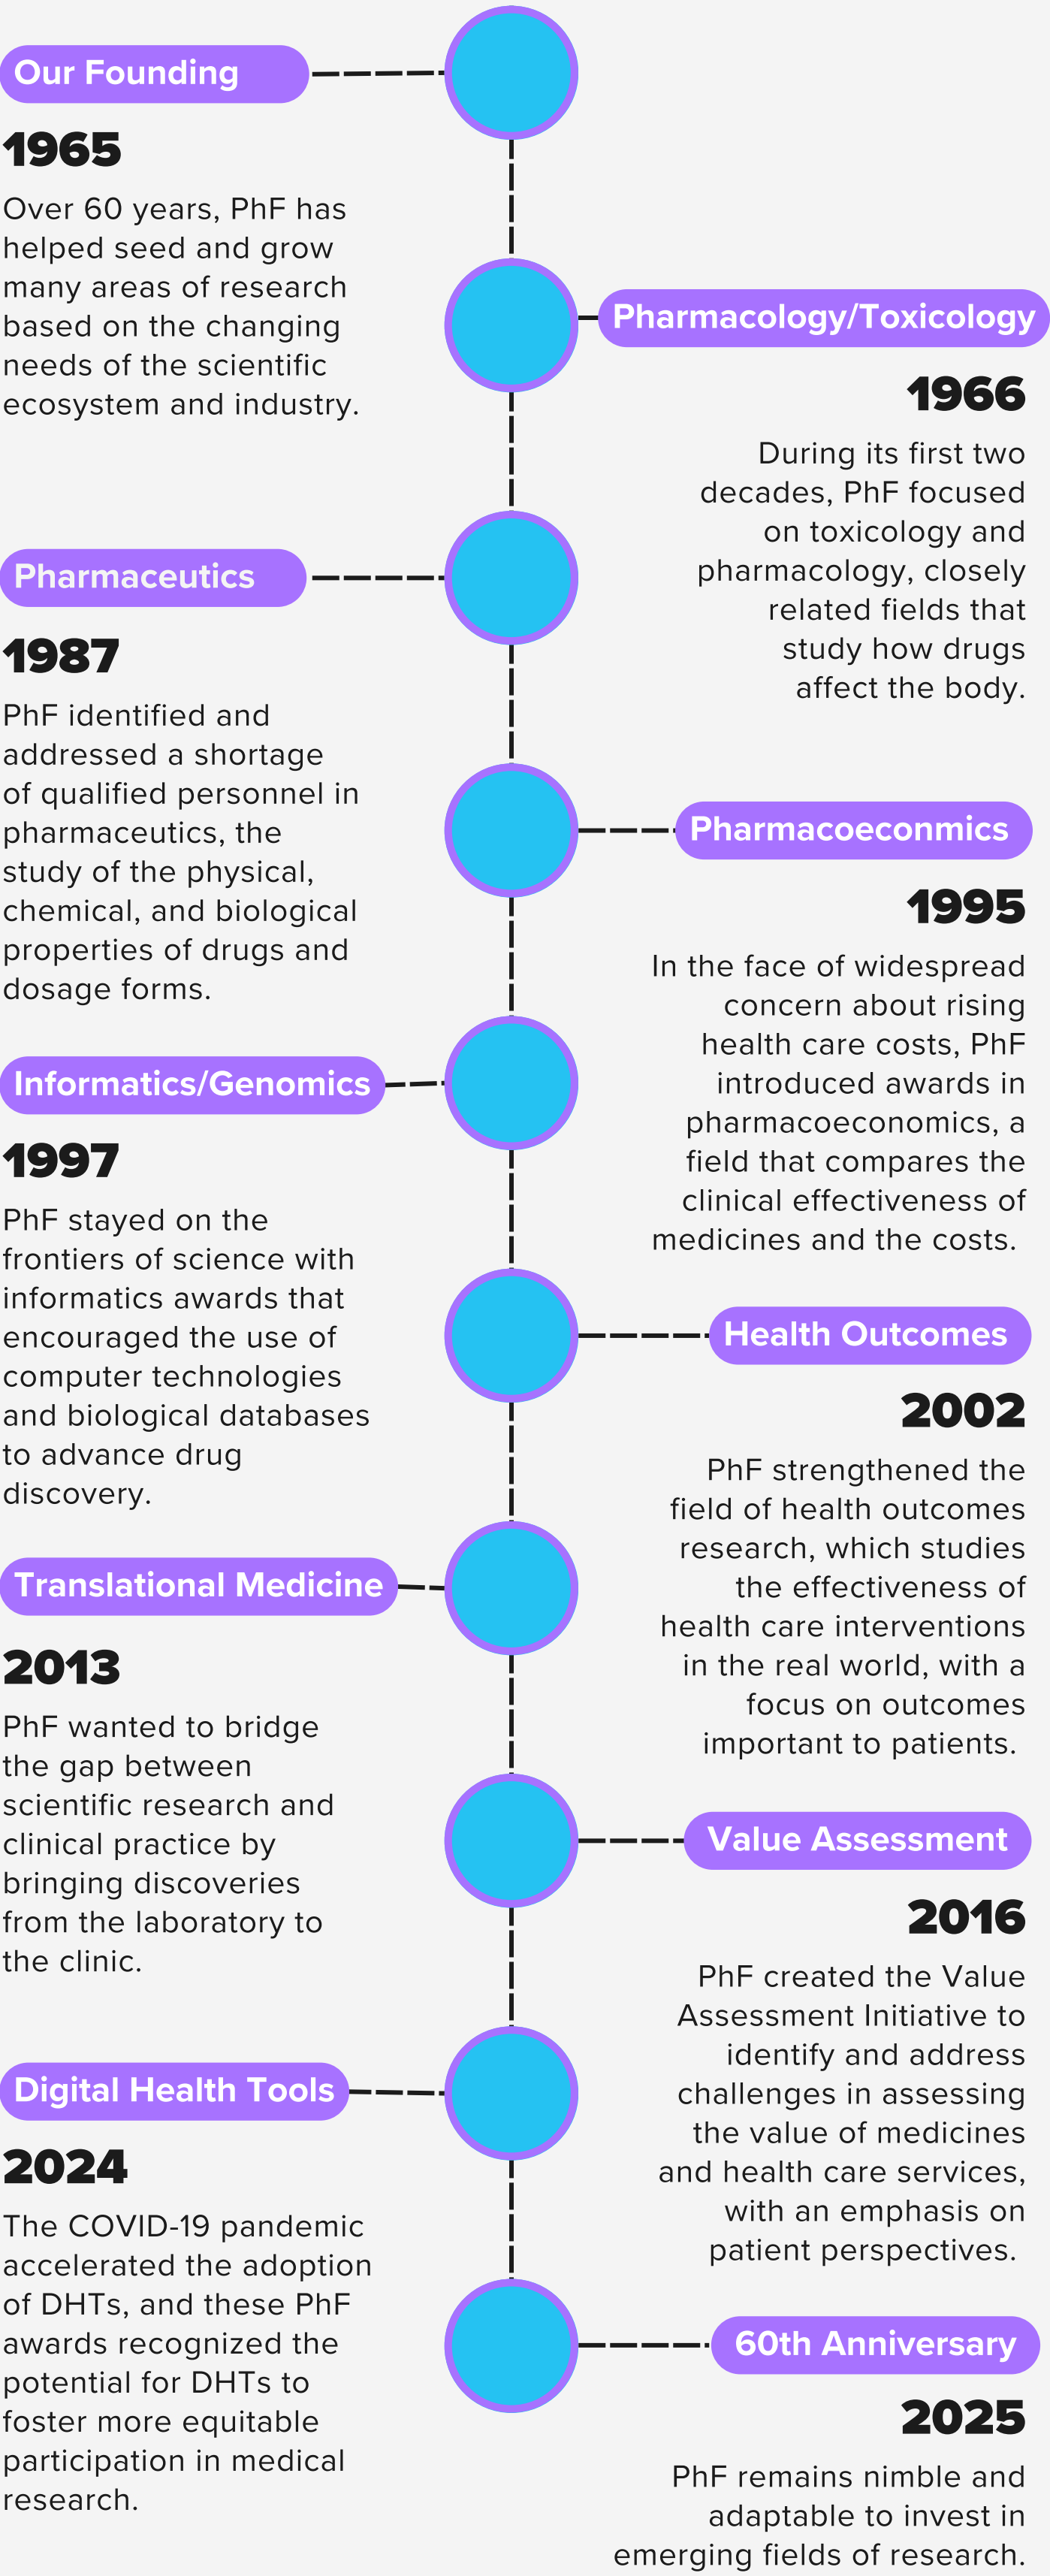 Our Founding
1965
Over 60 years, PhF has
helped seed and grow
many areas of research
based on the changing
needs of the scientific
ecosystem and industry.
Pharmacology/Toxicology
1966
During its first two
decades, PhF focused
on toxicology and
pharmacology, closely
related fields that
study how drugs
affect the body.
Pharmaceutics
1987
PhF identified and
addressed a shortage
of qualified personnel in
pharmaceutics, the
study of the physical,
chemical, and biological
properties of drugs and
dosage forms.
Pharmacoeconmics
1995
In the face of widespread
concern about rising
health care costs, PhF
introduced awards in
pharmacoeconomics, a
field that compares the
clinical effectiveness of
medicines and the costs.
Informatics/Genomics
1997
PhF stayed on the
frontiers of science with
informatics awards that
encouraged the use of
computer technologies
and biological databases
to advance drug
discovery.
Health Outcomes
2002
PhF strengthened the
field of health outcomes
research, which studies
the effectiveness of
health care interventions
in the real world, with a
focus on outcomes
important to patients.
Translational Medicine
2013
PhF wanted to bridge
the gap between
scientific research and
clinical practice by
bringing discoveries
from the laboratory to
the clinic.
Value Assessment
2016
PhF created the Value
Assessment Initiative to
identify and address
challenges in assessing
the value of medicines
and health care services,
with an emphasis on
patient perspectives.
Digital Health Tools
2024
The COVID-19 pandemic
accelerated the adoption
of DHTs, and these PhF
awards recognized the
potential for DHTs to
foster more equitable
participation in medical
research.
60th Anniversary
2025
PhF remains nimble and
adaptable to invest in
emerging fields of research.